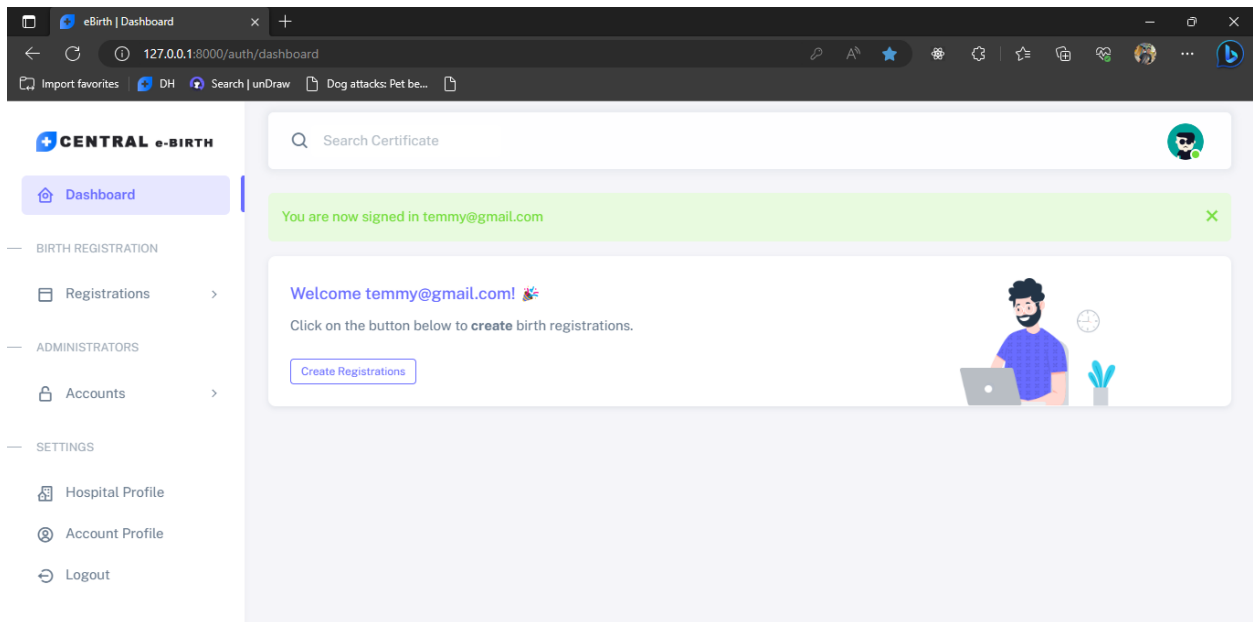 eBirth | Dashboard
127.0.0.1:8000/auth/dashboard
Import favorites
DH
Search | unDraw
Dog attacks: Pet be...
CENTRAL e-BIRTH
Search Certificate
Dashboard
You are now signed in temmy@gmail.com
BIRTH REGISTRATION
Registrations
Welcome temmy@gmail.com! 🎉
Click on the button below to create birth registrations.
Create Registrations
ADMINISTRATORS
Accounts
SETTINGS
Hospital Profile
Account Profile
Logout